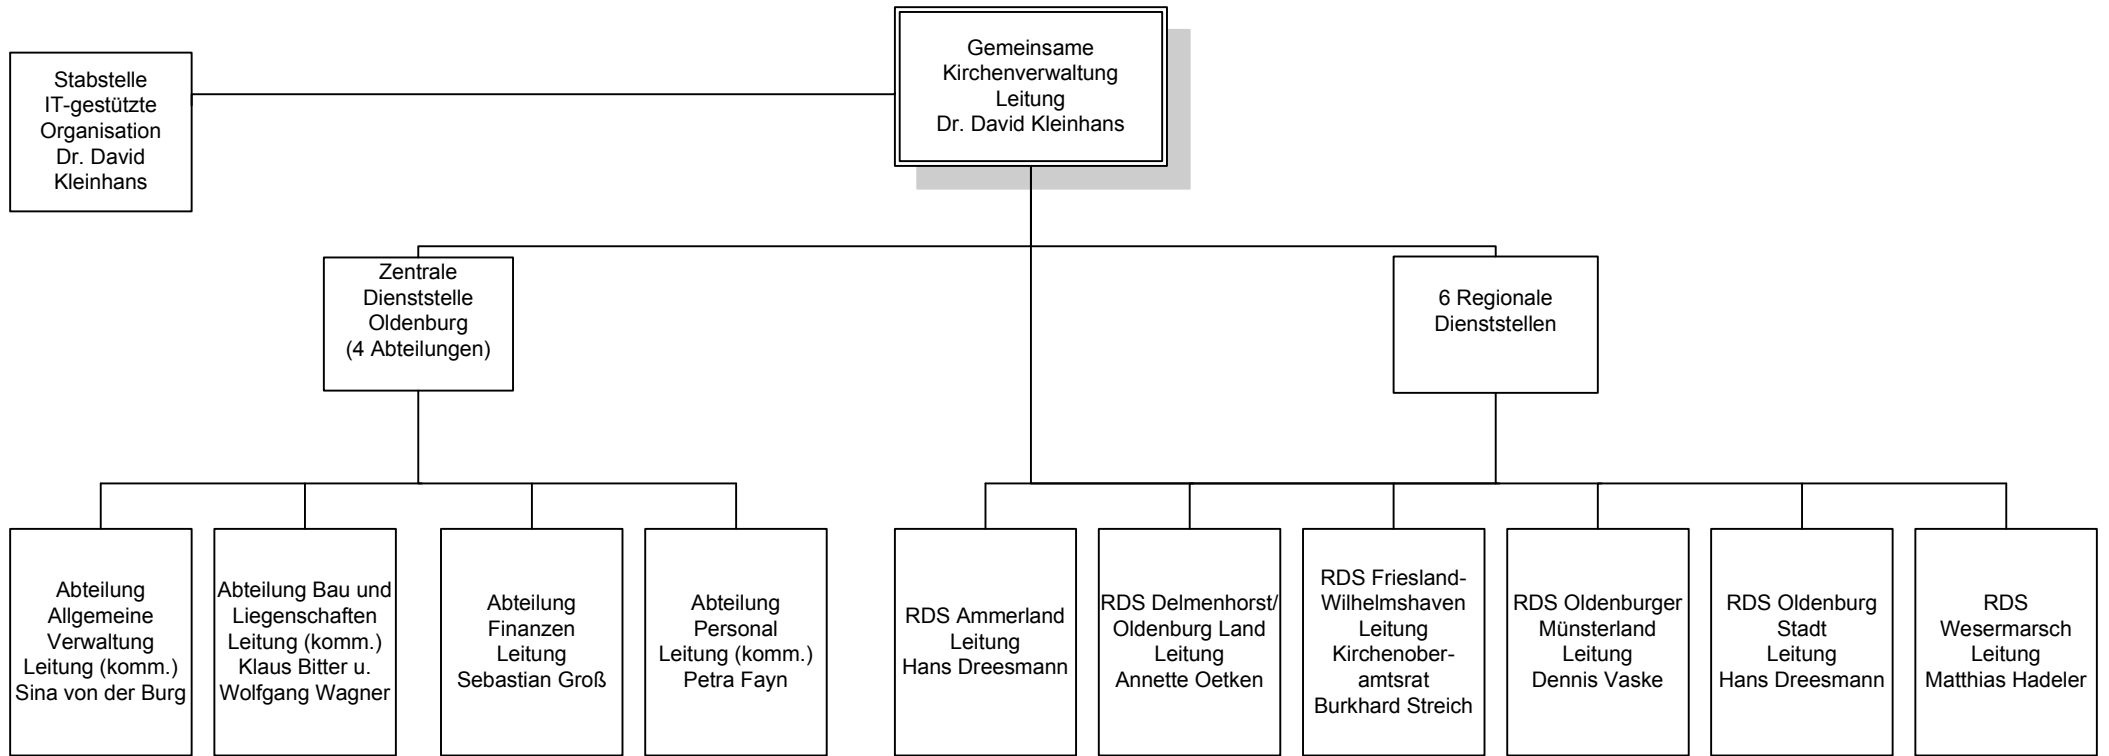 Gemeinsame
Kirchenverwaltung
Leitung
Dr. David Kleinhans
Stabstelle
IT-gestützte
Organisation
Dr. David
Kleinhans
Zentrale
Dienststelle
Oldenburg
(4 Abteilungen)
6 Regionale
Dienststellen
Abteilung
Allgemeine
Verwaltung
Leitung (komm.)
Sina von der Burg
Abteilung Bau und
Liegenschaften
Leitung (komm.)
Klaus Bitter u.
Wolfgang Wagner
Abteilung
Finanzen
Leitung
Sebastian Groß
Abteilung
Personal
Leitung (komm.)
Petra Fayn
RDS Ammerland
Leitung
Hans Dreesmann
RDS Delmenhorst/
Oldenburg Land
Leitung
Annette Oetken
RDS Friesland-
Wilhelmshaven
Leitung
Kirchenober-
amtsrat
Burkhard Streich
RDS Oldenburger
Münsterland
Leitung
Dennis Vaske
RDS Oldenburg
Stadt
Leitung
Hans Dreesmann
RDS
Wesermarsch
Leitung
Matthias Hadeler